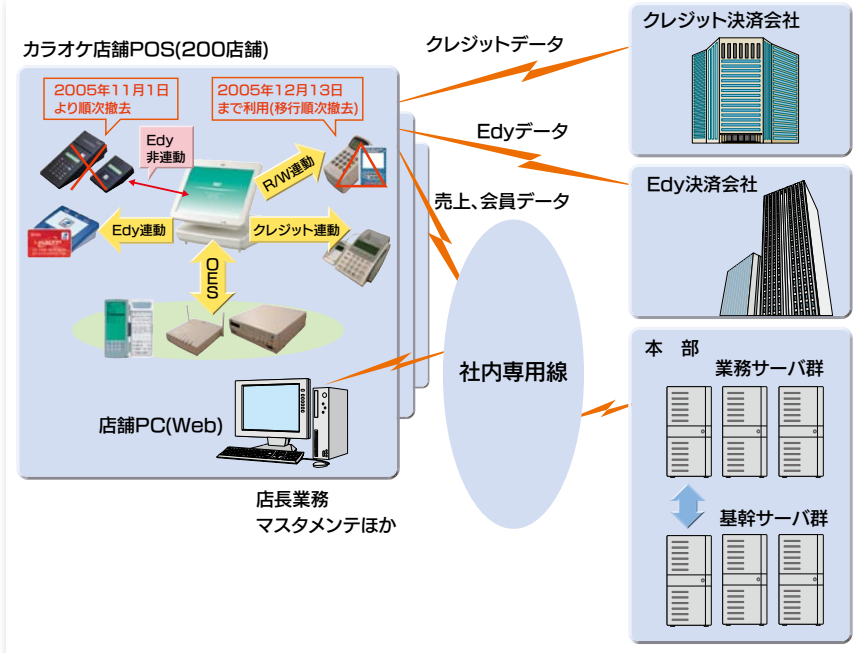 カラオケ店舗POS(200店舗)
2005年11月1日
より順次撤去
2005年12月13日
まで利用(移行順次撤去)
Edy
非連動
R/W連動
Edy連動
クレジット連動
OES
店舗PC(Web)
店長業務
マスタメンテほか
クレジットデータ
Edyデータ
売上、会員データ
社内専用線
クレジット決済会社
Edy決済会社
本 部
業務サーバ群
基幹サーバ群